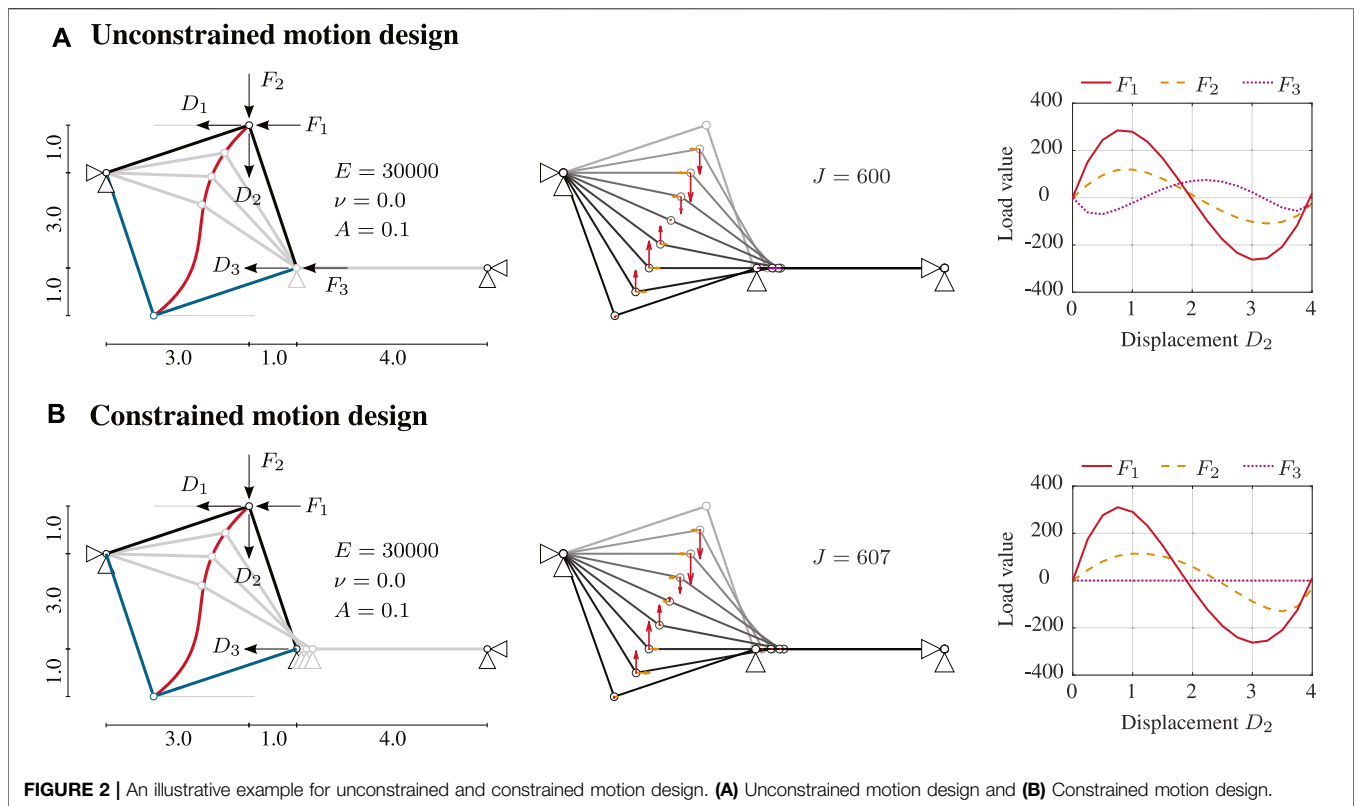 A Unconstrained motion design
F₂
D₁
F₁
1.0
3.0
1.0
D₂
E = 30000
ν = 0.0
A = 0.1
D₃
F₃
3.0 1.0 4.0
J = 600
F₁ F₂ F₃
400
200
0
-200
-400
Load value
0 1 2 3 4
Displacement D₂
B Constrained motion design
F₂
D₁
F₁
1.0
3.0
1.0
D₂
E = 30000
ν = 0.0
A = 0.1
D₃
3.0 1.0 4.0
J = 607
F₁ F₂ F₃
400
200
0
-200
-400
Load value
0 1 2 3 4
Displacement D₂
FIGURE 2 | An illustrative example for unconstrained and constrained motion design. (A) Unconstrained motion design and (B) Constrained motion design.